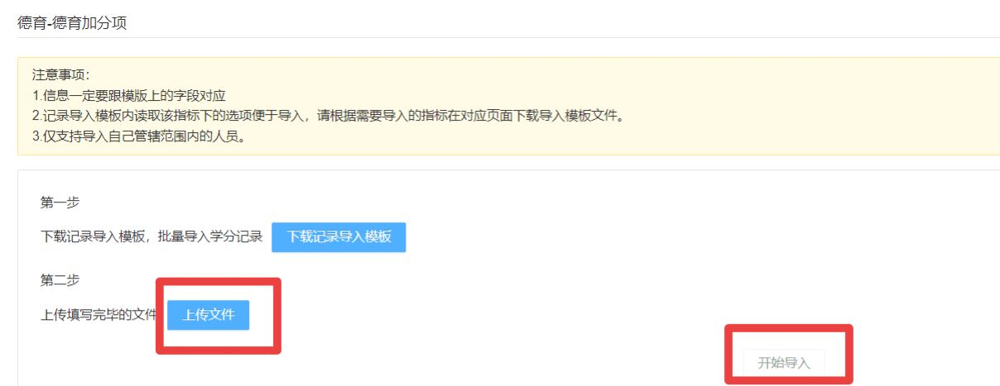 德育-德育加分项
注意事项：
1.信息一定要跟模版上的字段对应
2.记录导入模板内读取该指标下的选项便于导入，请根据需要导入的指标在对应页面下载导入模板文件。
3.仅支持导入自己管辖范围内的人员。
第一步
下载记录导入模板，批量导入学分记录 下载记录导入模板
第二步
上传填写完毕的文件 上传文件
开始导入